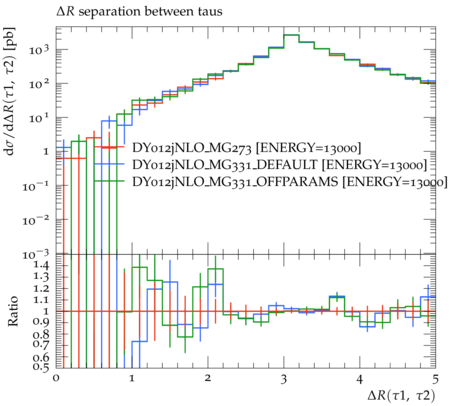 ΔR separation between taus
dσ/dΔR(τ1, τ2) [pb]
10³
10²
10¹
1
10⁻¹
10⁻²
10⁻³
DY012jNLO_MG273 [ENERGY=13000]
DY012jNLO_MG331_DEFAULT [ENERGY=13000]
DY012jNLO_MG331_OFFPARAMS [ENERGY=13000]
Ratio
1.4
1.3
1.2
1.1
1
0.9
0.8
0.7
0.6
0.5
0 1 2 3 4 5
ΔR(τ1, τ2)